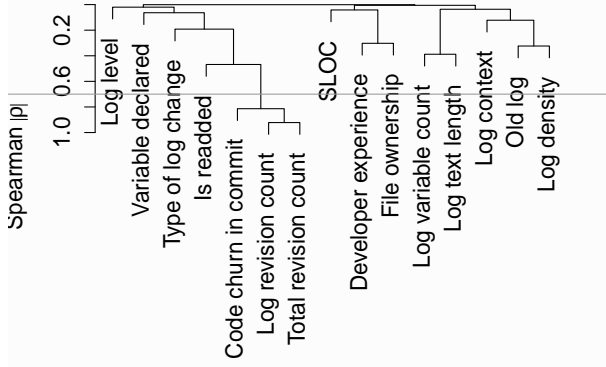 Spearman |ρ|
0.2
0.6
1.0
Log level
Variable declared
Type of log change
Is readded
Code churn in commit
Log revision count
Total revision count
SLOC
Developer experience
File ownership
Log variable count
Log text length
Log context
Old log
Log density